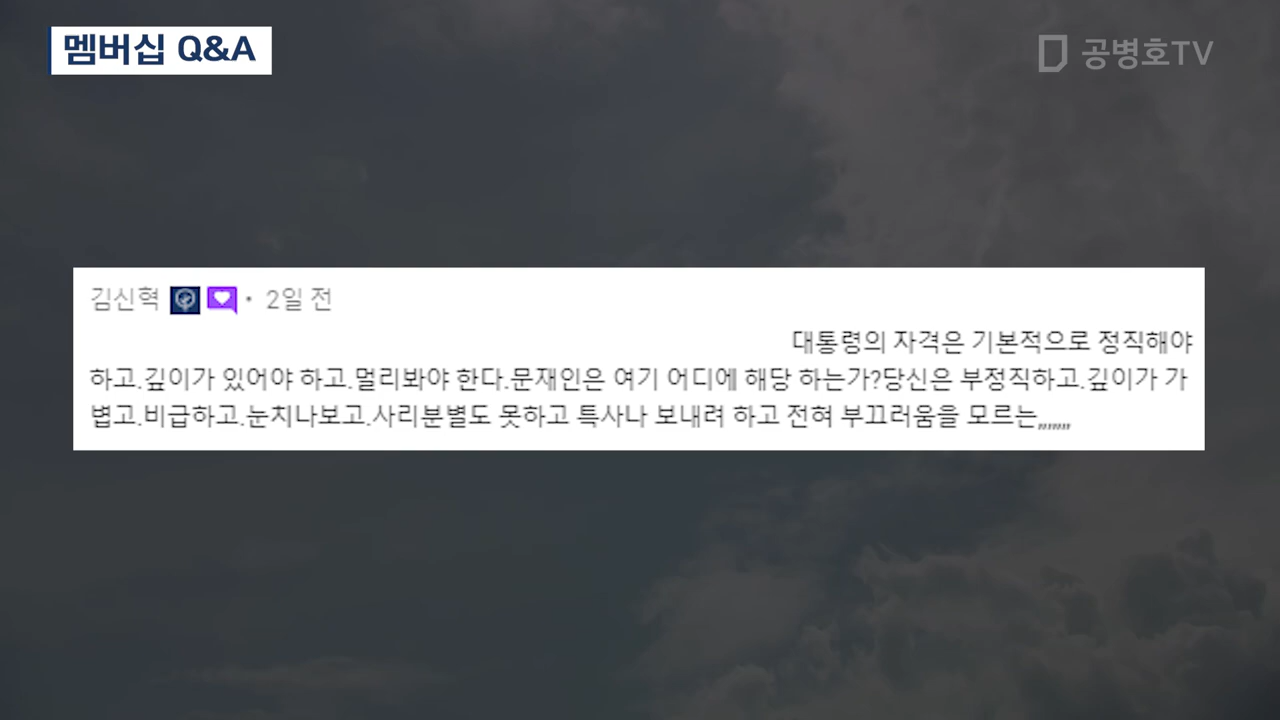 멤버십 Q&A
공병호TV
김신혁 • 2일 전
대통령의 자격은 기본적으로 정직해야
하고.깊이가 있어야 하고.멀리봐야 한다.문재인은 여기 어디에 해당 하는가?당신은 부정직하고.깊이가 가
볍고.비급하고.눈치나보고.사리분별도 못하고 특사나 보내려 하고 전혀 부끄러움을 모르는,,,,,,,